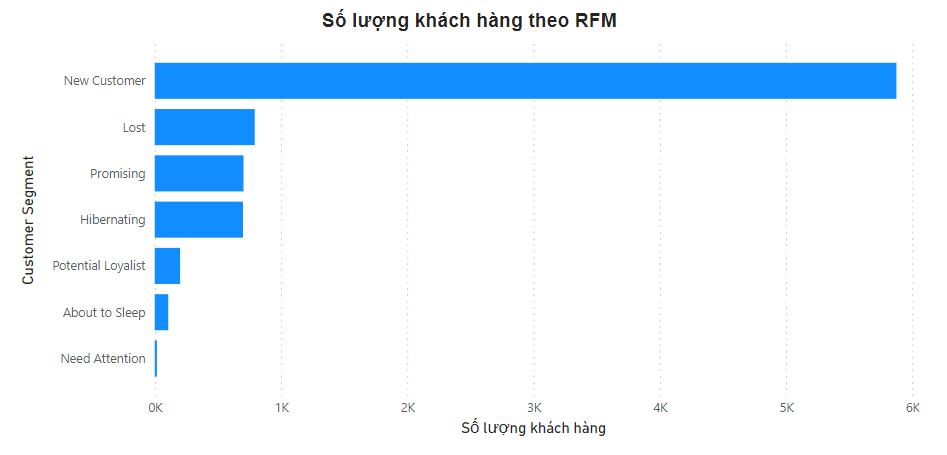 Số lượng khách hàng theo RFM
Customer Segment
New Customer
Lost
Promising
Hibernating
Potential Loyalist
About to Sleep
Need Attention
0K 1K 2K 3K 4K 5K 6K
Số lượng khách hàng